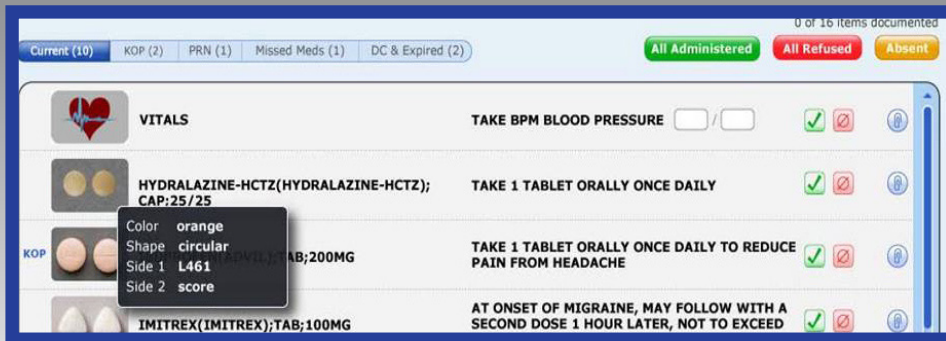 0 of 16 items documented
Current (10) KOP (2) PRN (1) Missed Meds (1) DC & Expired (2) All Administered All Refused Absent
VITALS TAKE BPM BLOOD PRESSURE /
HYDRALAZINE-HCTZ(HYDRALAZINE-HCTZ); TAKE 1 TABLET ORALLY ONCE DAILY
CAP;25/25
Color orange
Shape circular
Side 1 L461
Side 2 score
KOP TAB;200MG TAKE 1 TABLET ORALLY ONCE DAILY TO REDUCE
PAIN FROM HEADACHE
IMITREX(IMITREX);TAB;100MG AT ONSET OF MIGRAINE, MAY FOLLOW WITH A
SECOND DOSE 1 HOUR LATER, NOT TO EXCEED